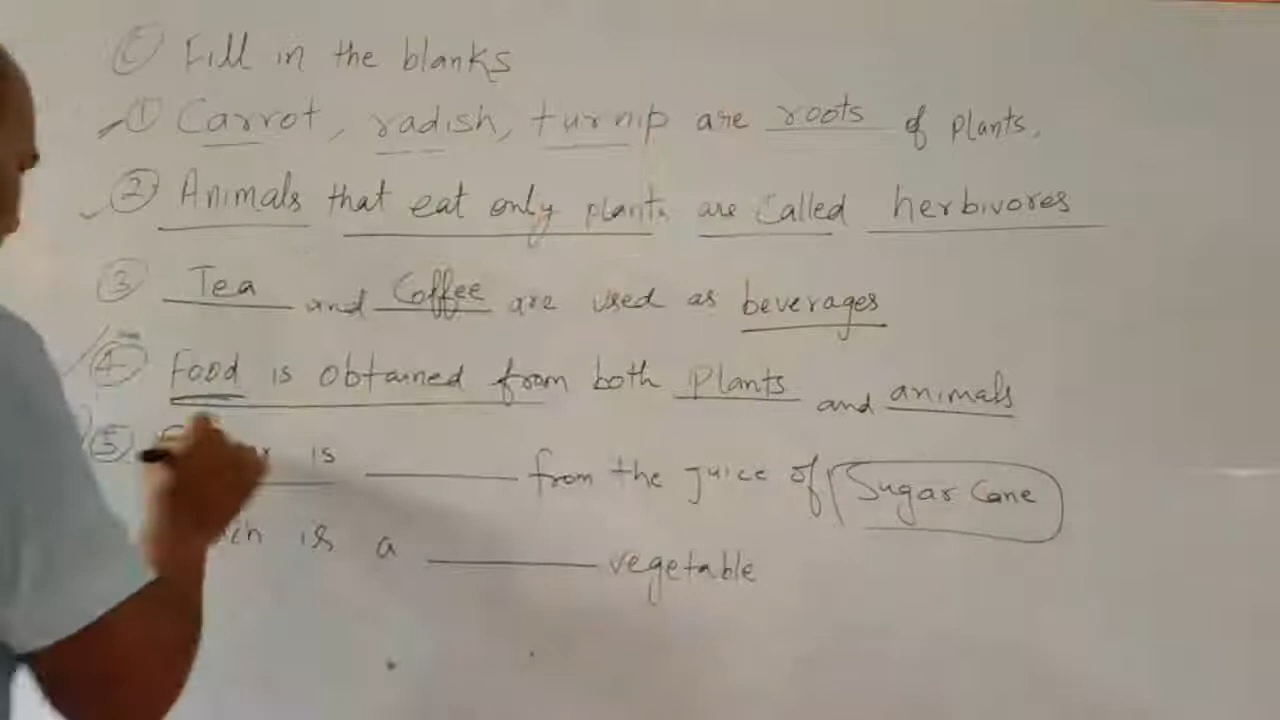 C Fill in the blanks
1 Carrot, radish, turnip are roots of plants.
2 Animals that eat only plants are called herbivores
3 Tea and Coffee are used as beverages
4 Food is obtained from both Plants and animals
5 is ______ from the juice of Sugar Cane
is a ______ vegetable